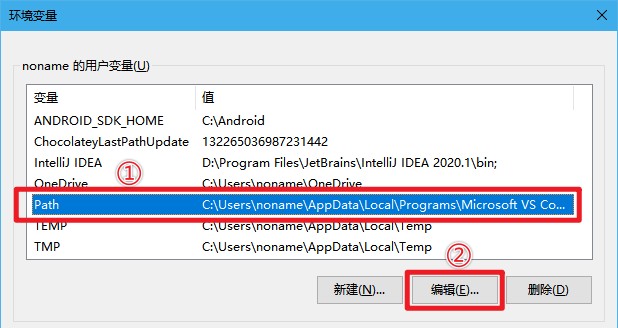 环境变量
noname 的用户变量(U)
变量 值
ANDROID_SDK_HOME C:\Android
ChocolateyLastPathUpdate 132265036987231442
IntelliJ IDEA D:\Program Files\JetBrains\IntelliJ IDEA 2020.1\bin;
①
OneDrive C:\Users\noname\OneDrive
Path C:\Users\noname\AppData\Local\Programs\Microsoft VS Co...
TEMP C:\Users\noname\AppData\Local\Temp
TMP C:\Users\noname\AppData\Local\Temp
②
新建(N)... 编辑(E)... 删除(D)